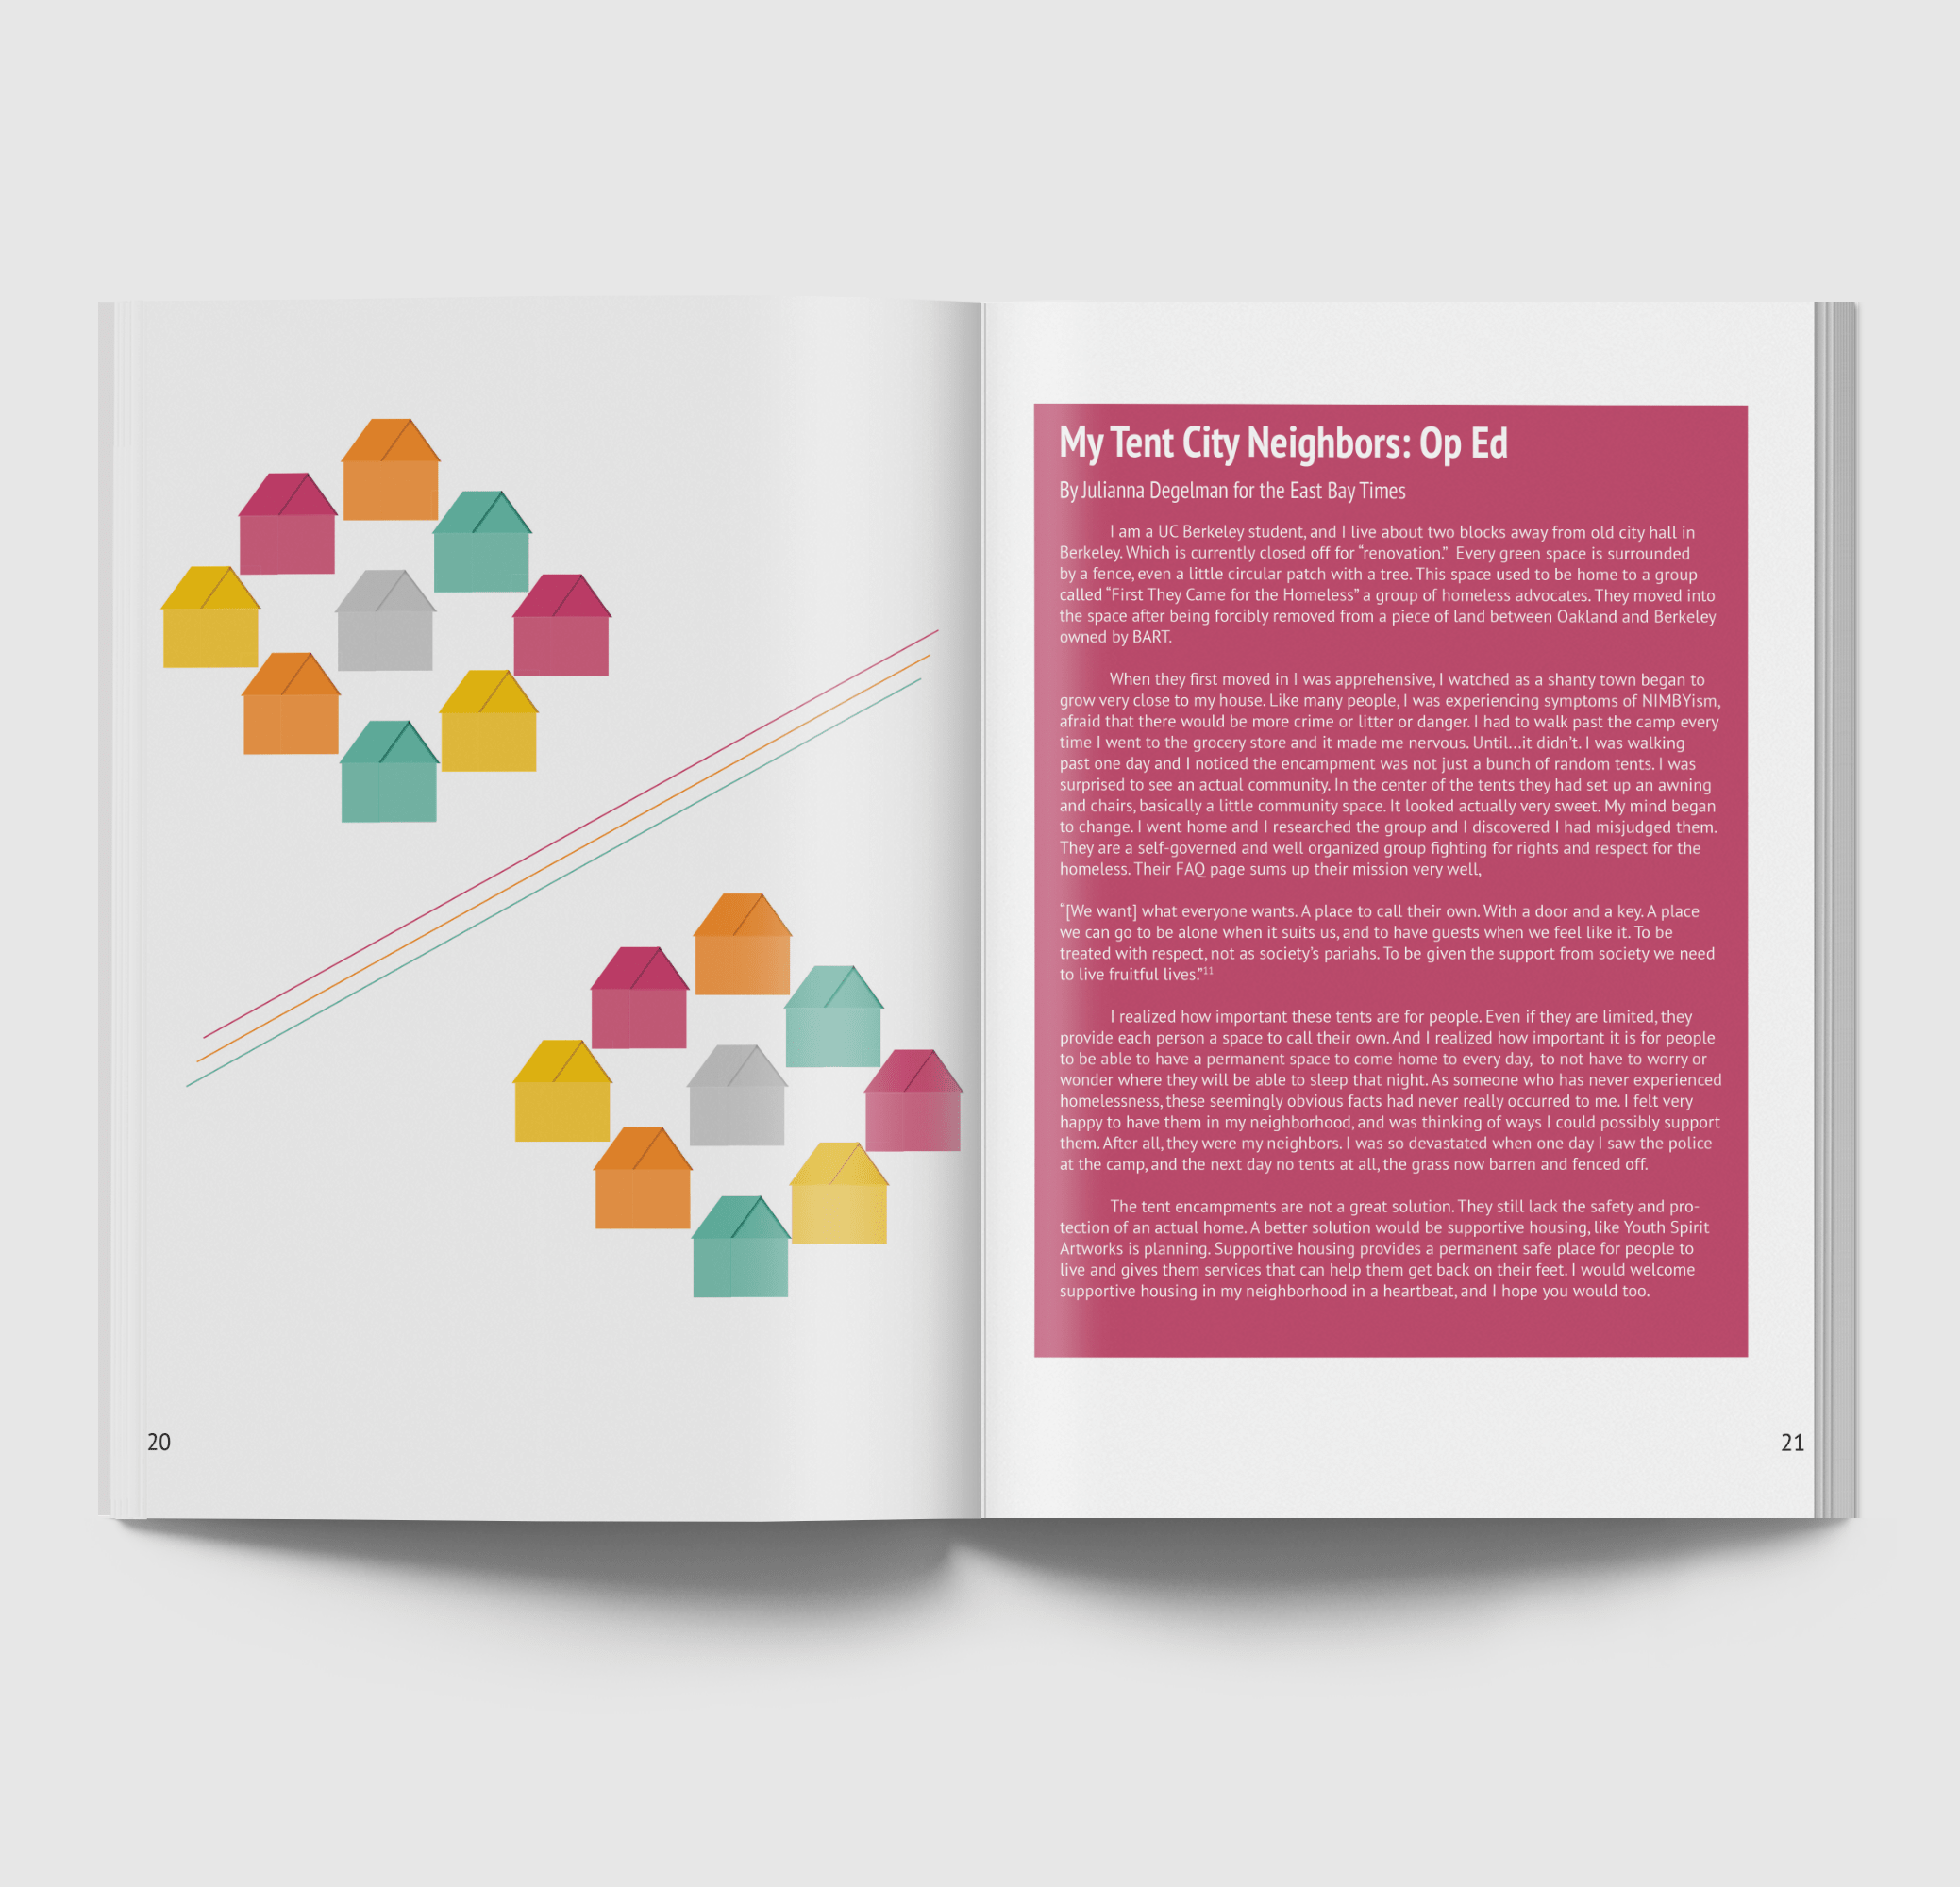 My Tent City Neighbors: Op Ed
By Julianna Degelman for the East Bay Times
I am a UC Berkeley student, and I live about two blocks away from old city hall in
Berkeley. Which is currently closed off for “renovation.”  Every green space is surrounded
by a fence, even a little circular patch with a tree. This space used to be home to a group
called “First They Came for the Homeless” a group of homeless advocates. They moved into
the space after being forcibly removed from a piece of land between Oakland and Berkeley
owned by BART.
When they first moved in I was apprehensive, I watched as a shanty town began to
grow very close to my house. Like many people, I was experiencing symptoms of NIMBYism,
afraid that there would be more crime or litter or danger. I had to walk past the camp every
time I went to the grocery store and it made me nervous. Until...it didn’t. I was walking
past one day and I noticed the encampment was not just a bunch of random tents. I was
surprised to see an actual community. In the center of the tents they had set up an awning
and chairs, basically a little community space. It looked actually very sweet. My mind began
to change. I went home and I researched the group and I discovered I had misjudged them.
They are a self-governed and well organized group fighting for rights and respect for the
homeless. Their FAQ page sums up their mission very well,
“[We want] what everyone wants. A place to call their own. With a door and a key. A place
we can go to be alone when it suits us, and to have guests when we feel like it. To be
treated with respect, not as society’s pariahs. To be given the support from society we need
to live fruitful lives.”11
I realized how important these tents are for people. Even if they are limited, they
provide each person a space to call their own. And I realized how important it is for people
to be able to have a permanent space to come home to every day,  to not have to worry or
wonder where they will be able to sleep that night. As someone who has never experienced
homelessness, these seemingly obvious facts had never really occurred to me. I felt very
happy to have them in my neighborhood, and was thinking of ways I could possibly support
them. After all, they were my neighbors. I was so devastated when one day I saw the police
at the camp, and the next day no tents at all, the grass now barren and fenced off.
The tent encampments are not a great solution. They still lack the safety and pro-
tection of an actual home. A better solution would be supportive housing, like Youth Spirit
Artworks is planning. Supportive housing provides a permanent safe place for people to
live and gives them services that can help them get back on their feet. I would welcome
supportive housing in my neighborhood in a heartbeat, and I hope you would too.
20
21